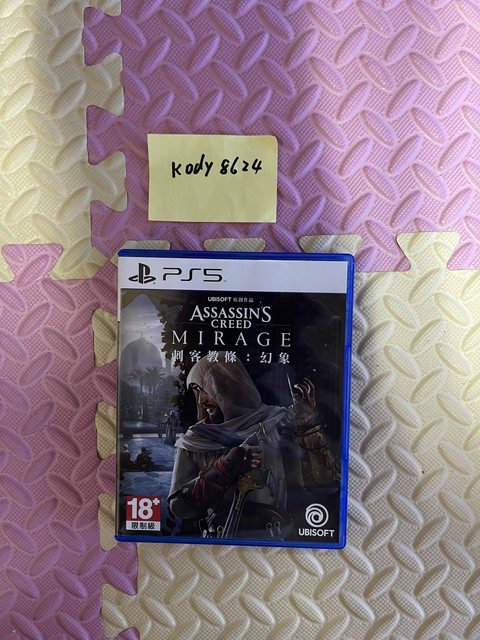 Kody 8624
PS5
UBISOFT 原創作品
ASSASSIN'S
CREED
MIRAGE
刺客教條：幻象
18+
限制級
UBISOFT